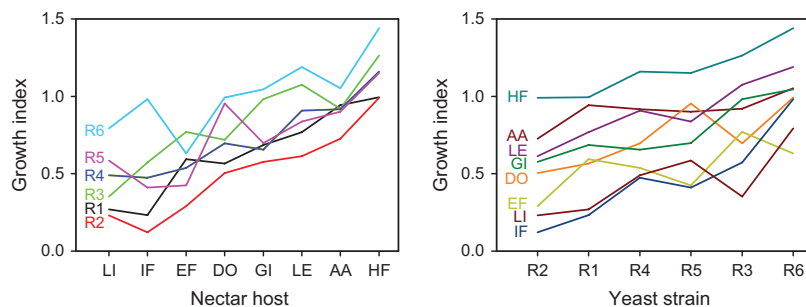 1.5
1.0
0.5
0.0
Growth index
R6
R5
R4
R3
R1
R2
LI IF EF DO GI LE AA HF
Nectar host
1.5
1.0
0.5
0.0
Growth index
HF
AA
LE
GI
DO
EF
LI
IF
R2 R1 R4 R5 R3 R6
Yeast strain